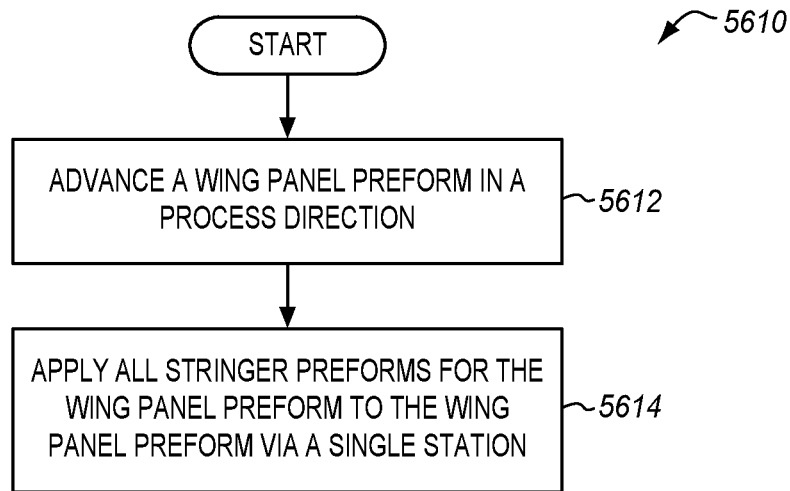 START
5610
ADVANCE A WING PANEL PREFORM IN A
PROCESS DIRECTION
5612
APPLY ALL STRINGER PREFORMS FOR THE
WING PANEL PREFORM TO THE WING
PANEL PREFORM VIA A SINGLE STATION
5614